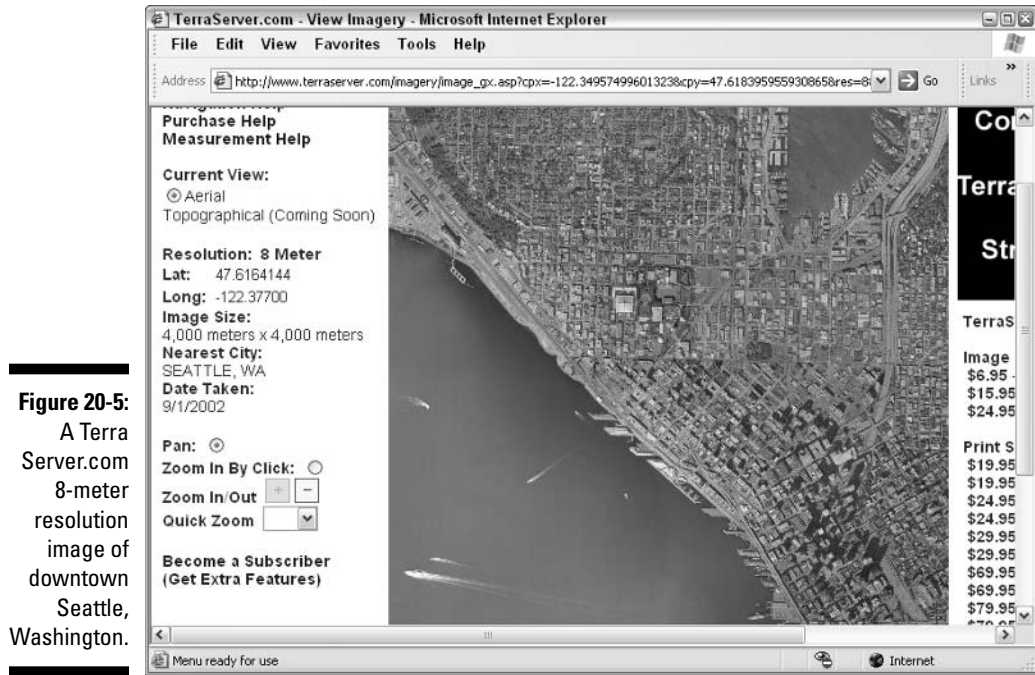 TerraServer.com - View Imagery - Microsoft Internet Explorer
File Edit View Favorites Tools Help
Address http://www.terraserver.com/imagery/image_gx.asp?cpx=-122.349574996013238&cpy=47.6183959559308658&res=8 Go Links »
Purchase Help
Measurement Help
Current View:
Aerial
Topographical (Coming Soon)
Resolution: 8 Meter
Lat: 47.6164144
Long: -122.37700
Image Size:
4,000 meters x 4,000 meters
Nearest City:
SEATTLE, WA
Date Taken:
9/1/2002
Pan:
Zoom In By Click:
Zoom In/Out + -
Quick Zoom
Become a Subscriber
(Get Extra Features)
Terra
Str
TerraS
Image
$6.95 -
$15.95
$24.95
Print S
$19.95
$19.95
$24.95
$24.95
$29.95
$29.95
$69.95
$69.95
$79.95
Menu ready for use
Internet
Figure 20-5:
A Terra
Server.com
8-meter
resolution
image of
downtown
Seattle,
Washington.